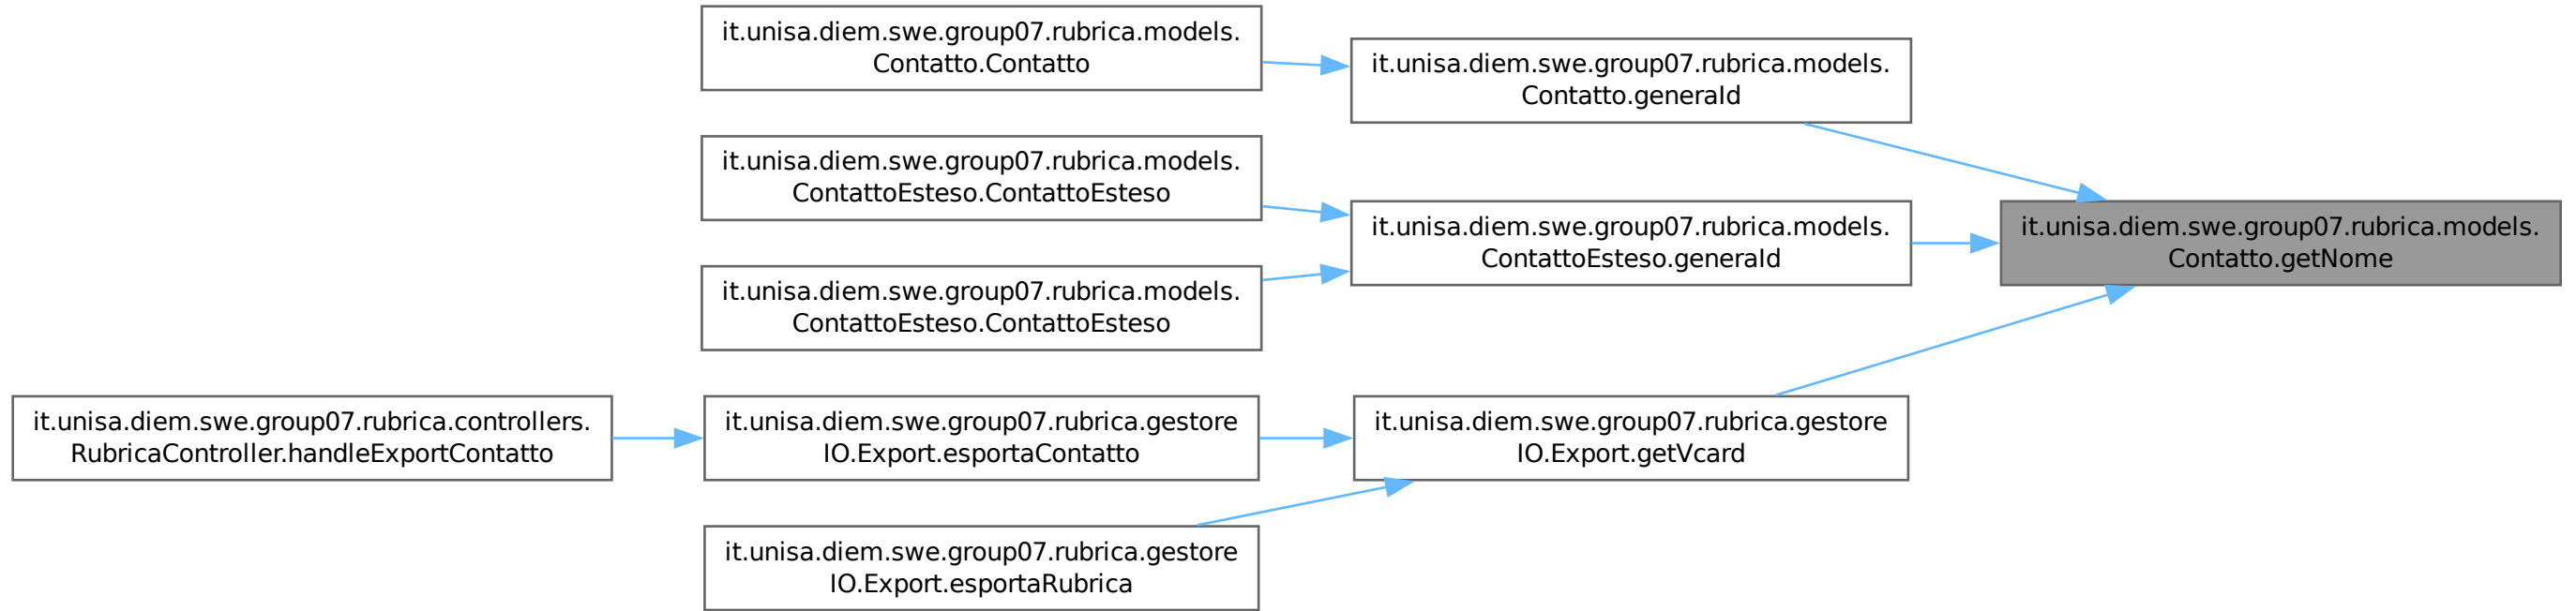 it.unisa.diem.swe.group07.rubrica.models.
Contatto.Contatto
it.unisa.diem.swe.group07.rubrica.models.
Contatto.generaId
it.unisa.diem.swe.group07.rubrica.models.
ContattoEsteso.ContattoEsteso
it.unisa.diem.swe.group07.rubrica.models.
ContattoEsteso.generaId
it.unisa.diem.swe.group07.rubrica.models.
Contatto.getNome
it.unisa.diem.swe.group07.rubrica.models.
ContattoEsteso.ContattoEsteso
it.unisa.diem.swe.group07.rubrica.controllers.
RubricaController.handleExportContatto
it.unisa.diem.swe.group07.rubrica.gestore
IO.Export.esportaContatto
it.unisa.diem.swe.group07.rubrica.gestore
IO.Export.getVcard
it.unisa.diem.swe.group07.rubrica.gestore
IO.Export.esportaRubrica